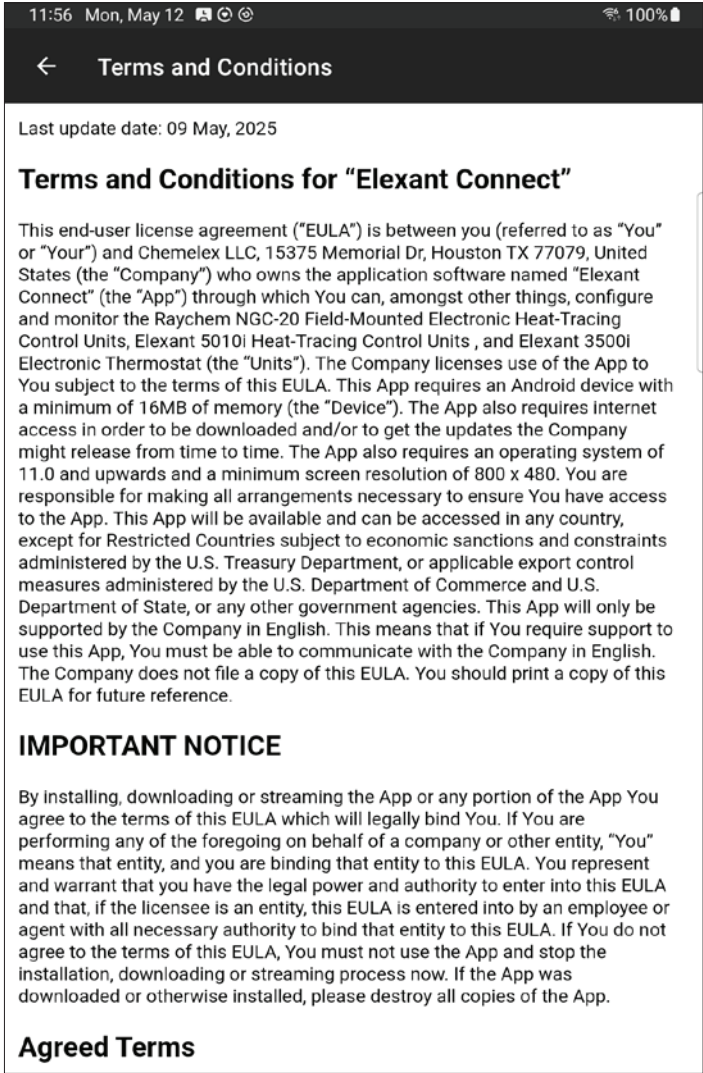 11:56 Mon, May 12 100%
Terms and Conditions
Last update date: 09 May, 2025
Terms and Conditions for “Elexant Connect”
This end-user license agreement (“EULA”) is between you (referred to as “You”
or “Your”) and Chemelex LLC, 15375 Memorial Dr, Houston TX 77079, United
States (the “Company”) who owns the application software named “Elexant
Connect” (the “App”) through which You can, amongst other things, configure
and monitor the Raychem NGC-20 Field-Mounted Electronic Heat-Tracing
Control Units, Elexant 5010i Heat-Tracing Control Units , and Elexant 3500i
Electronic Thermostat (the “Units”). The Company licenses use of the App to
You subject to the terms of this EULA. This App requires an Android device with
a minimum of 16MB of memory (the “Device”). The App also requires internet
access in order to be downloaded and/or to get the updates the Company
might release from time to time. The App also requires an operating system of
11.0 and upwards and a minimum screen resolution of 800 x 480. You are
responsible for making all arrangements necessary to ensure You have access
to the App. This App will be available and can be accessed in any country,
except for Restricted Countries subject to economic sanctions and constraints
administered by the U.S. Treasury Department, or applicable export control
measures administered by the U.S. Department of Commerce and U.S.
Department of State, or any other government agencies. This App will only be
supported by the Company in English. This means that if You require support to
use this App, You must be able to communicate with the Company in English.
The Company does not file a copy of this EULA. You should print a copy of this
EULA for future reference.
IMPORTANT NOTICE
By installing, downloading or streaming the App or any portion of the App You
agree to the terms of this EULA which will legally bind You. If You are
performing any of the foregoing on behalf of a company or other entity, “You”
means that entity, and you are binding that entity to this EULA. You represent
and warrant that you have the legal power and authority to enter into this EULA
and that, if the licensee is an entity, this EULA is entered into by an employee or
agent with all necessary authority to bind that entity to this EULA. If You do not
agree to the terms of this EULA, You must not use the App and stop the
installation, downloading or streaming process now. If the App was
downloaded or otherwise installed, please destroy all copies of the App.
Agreed Terms